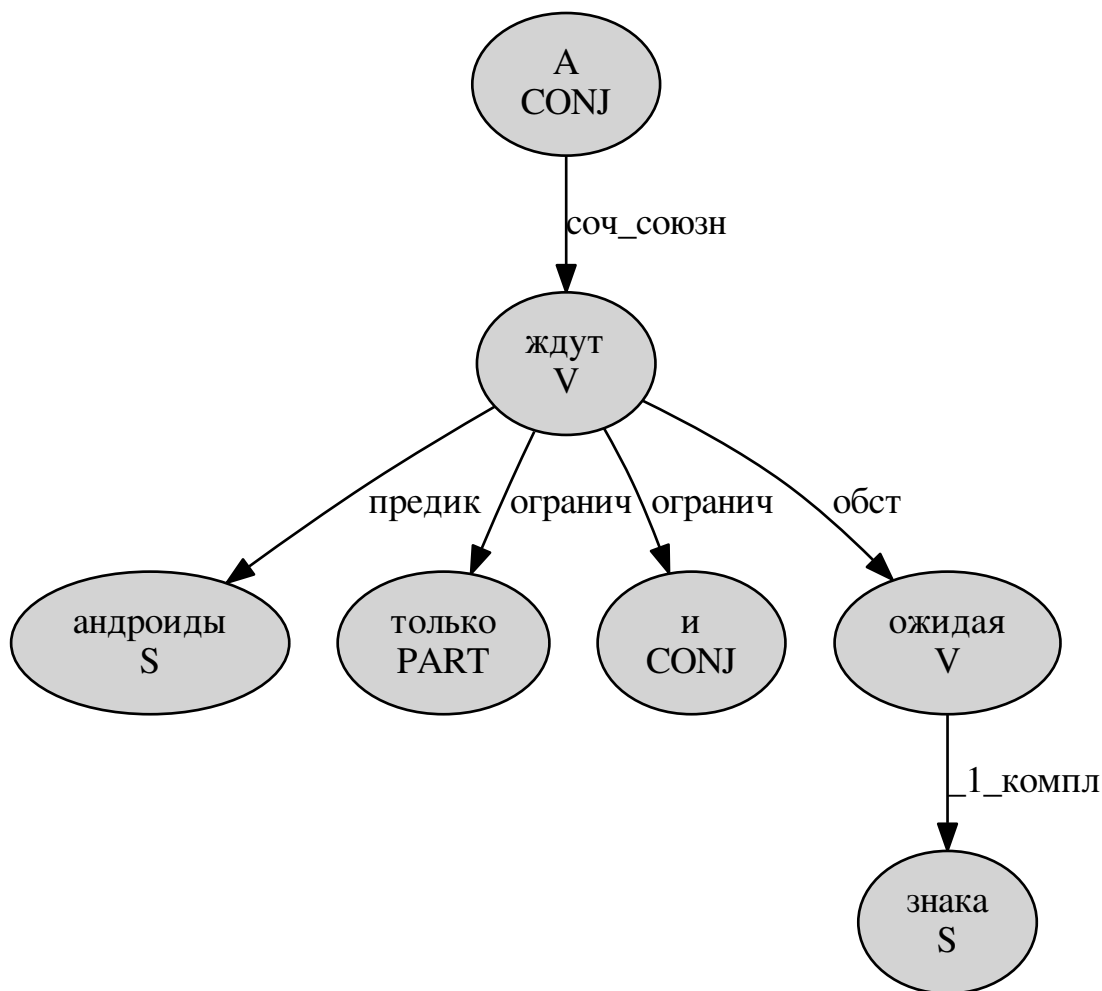 А
CONJ
соч_союзн
ждут
V
предик огранич огранич обст
андроиды только и ожидая
S PART CONJ V
_1_компл
знака
S